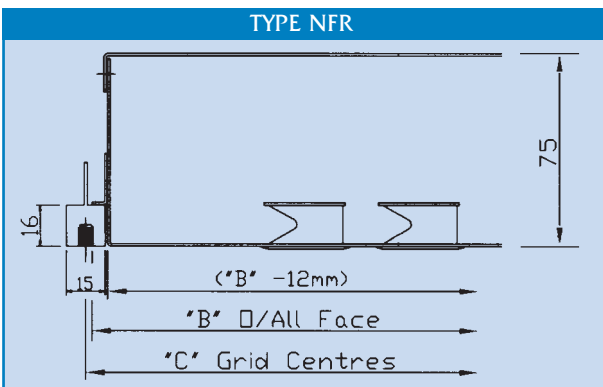 TYPE NFR
75
16
15
("B" -12mm)
"B" O/All Face
"C" Grid Centres